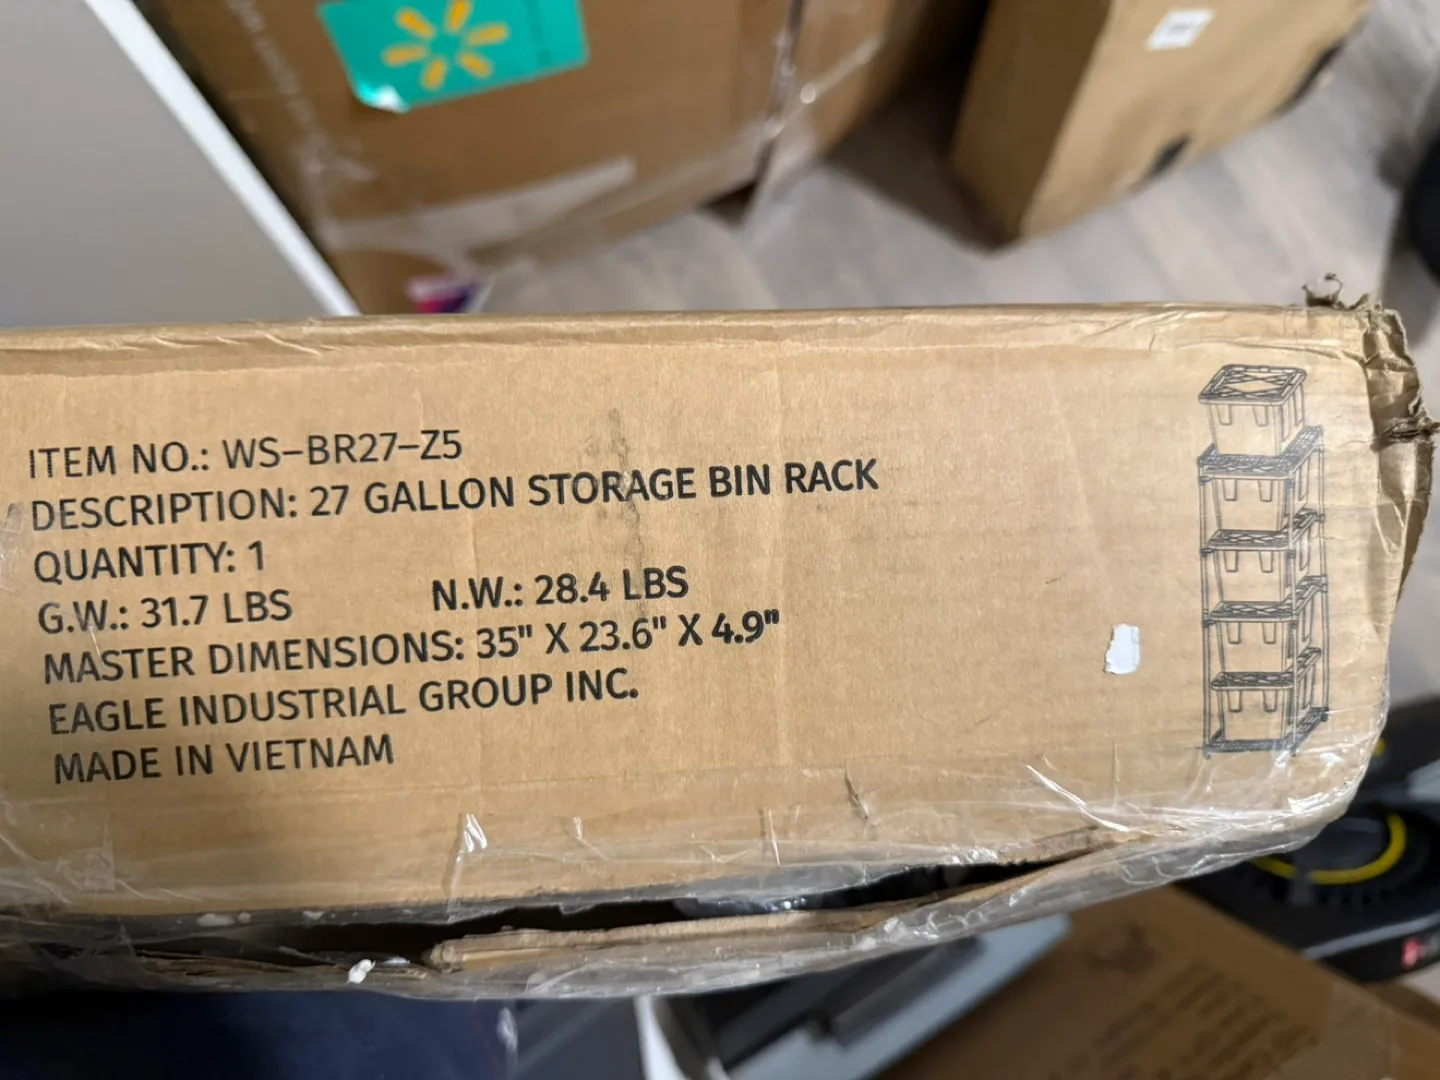 ITEM NO.: WS-BR27-Z5
DESCRIPTION: 27 GALLON STORAGE BIN RACK
QUANTITY: 1
G.W.: 31.7 LBS N.W.: 28.4 LBS
MASTER DIMENSIONS: 35" X 23.6" X 4.9"
EAGLE INDUSTRIAL GROUP INC.
MADE IN VIETNAM